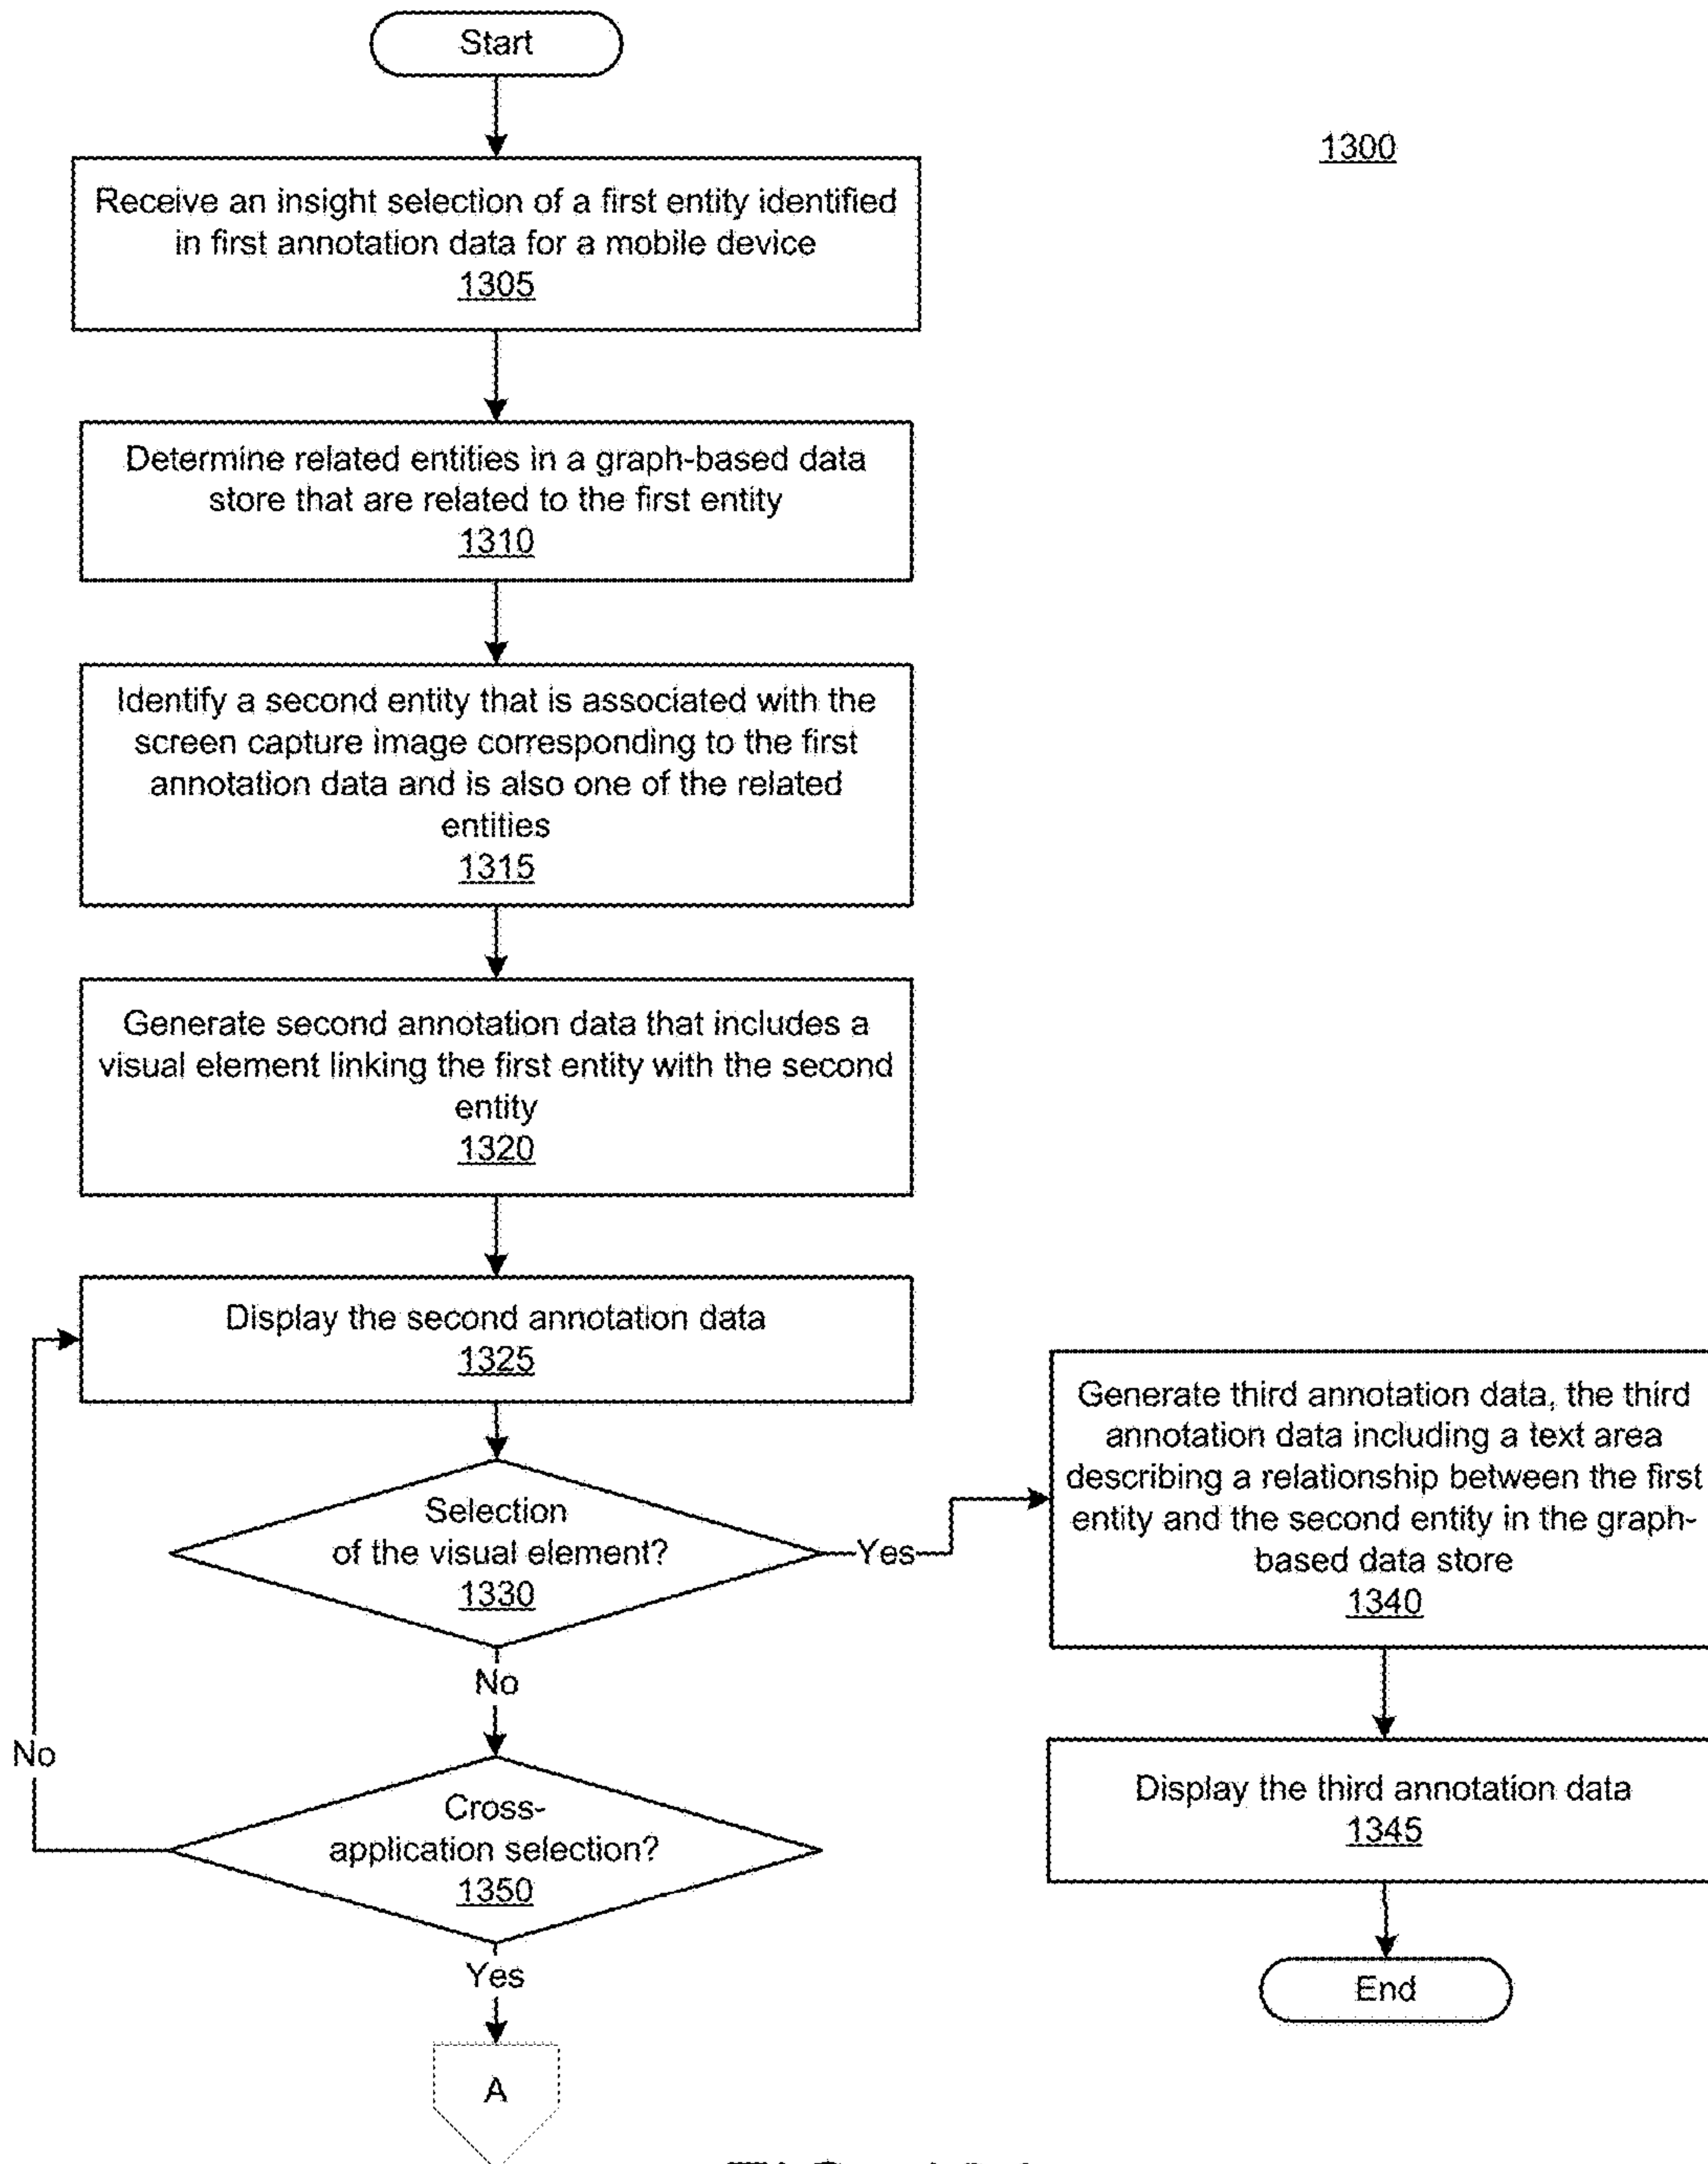 Start
1300
Receive an insight selection of a first entity identified
in first annotation data for a mobile device
1305
Determine related entities in a graph-based data
store that are related to the first entity
1310
Identify a second entity that is associated with the
screen capture image corresponding to the first
annotation data and is also one of the related
entities
1315
Generate second annotation data that includes a
visual element linking the first entity with the second
entity
1320
Display the second annotation data
1325
Selection
of the visual element?
1330
Yes
No
Generate third annotation data, the third
annotation data including a text area
describing a relationship between the first
entity and the second entity in the graph-
based data store
1340
Display the third annotation data
1345
End
Cross-
application selection?
1350
No
Yes
A